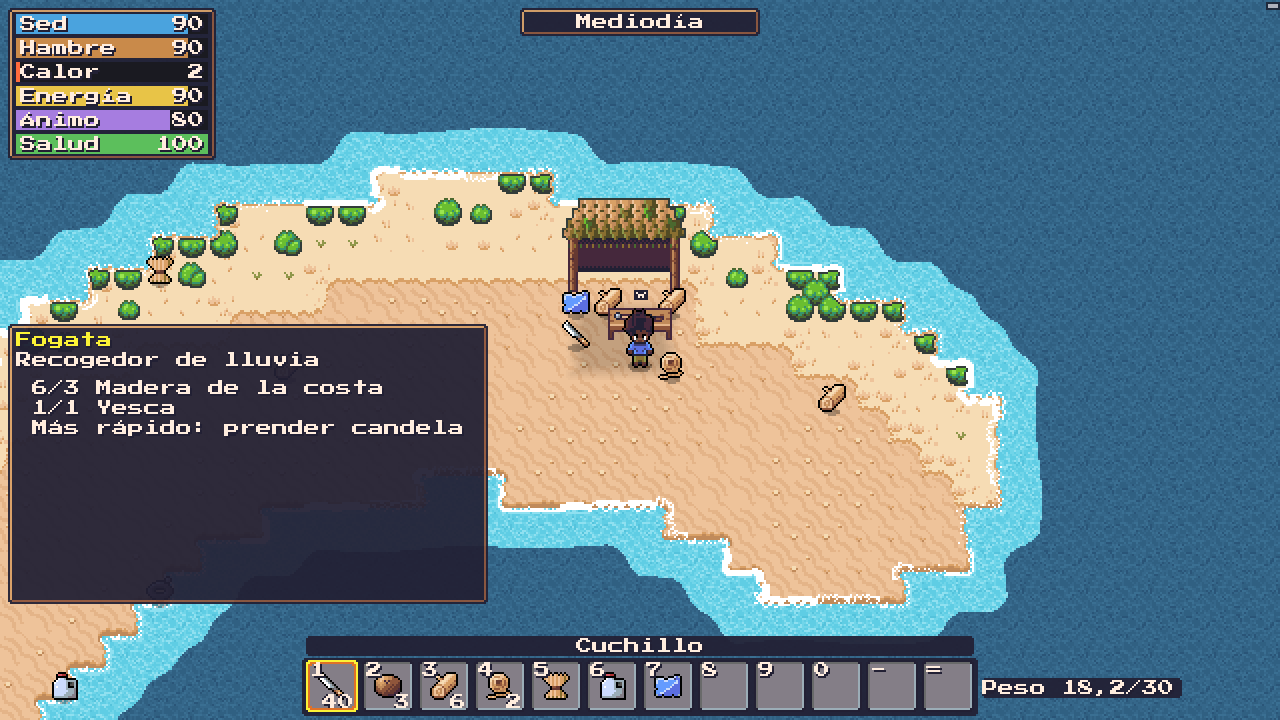 Sed 90
Hambre 90
Calor 2
Energía 90
Ánimo 80
Salud 100
Mediodía
Fogata
Recogedor de lluvia
6/3 Madera de la costa
1/1 Yesca
Más rápido: prender candela
Cuchillo
1 2 3 4 5 6 7 8 9 0 - =
40 3 6 2
Peso 18,2/30